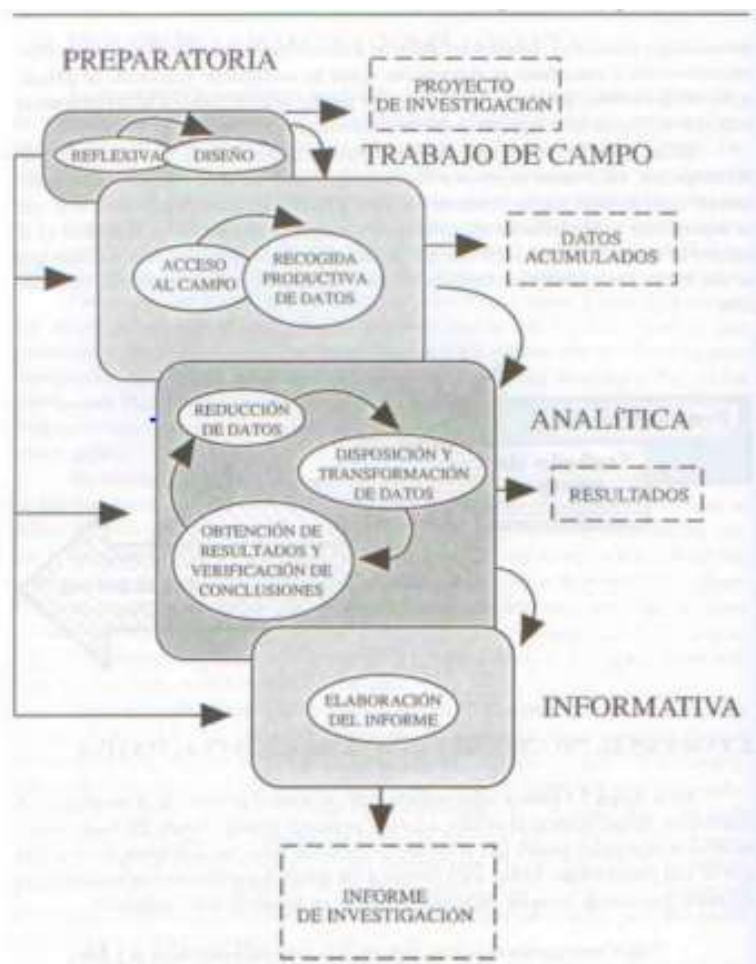 PREPARATORIA
PROYECTO
DE INVESTIGACIÓN
REFLEXIVA
DISEÑO
TRABAJO DE CAMPO
ACCESO
AL CAMPO
RECOGIDA
PRODUCTIVA
DE DATOS
DATOS
ACUMULADOS
REDUCCIÓN
DE DATOS
ANALÍTICA
DISPOSICIÓN Y
TRANSFORMACIÓN
DE DATOS
RESULTADOS
OBTENCIÓN DE
RESULTADOS Y
VERIFICACIÓN DE
CONCLUSIONES
ELABORACIÓN
DEL INFORME
INFORMATIVA
INFORME
DE INVESTIGACIÓN